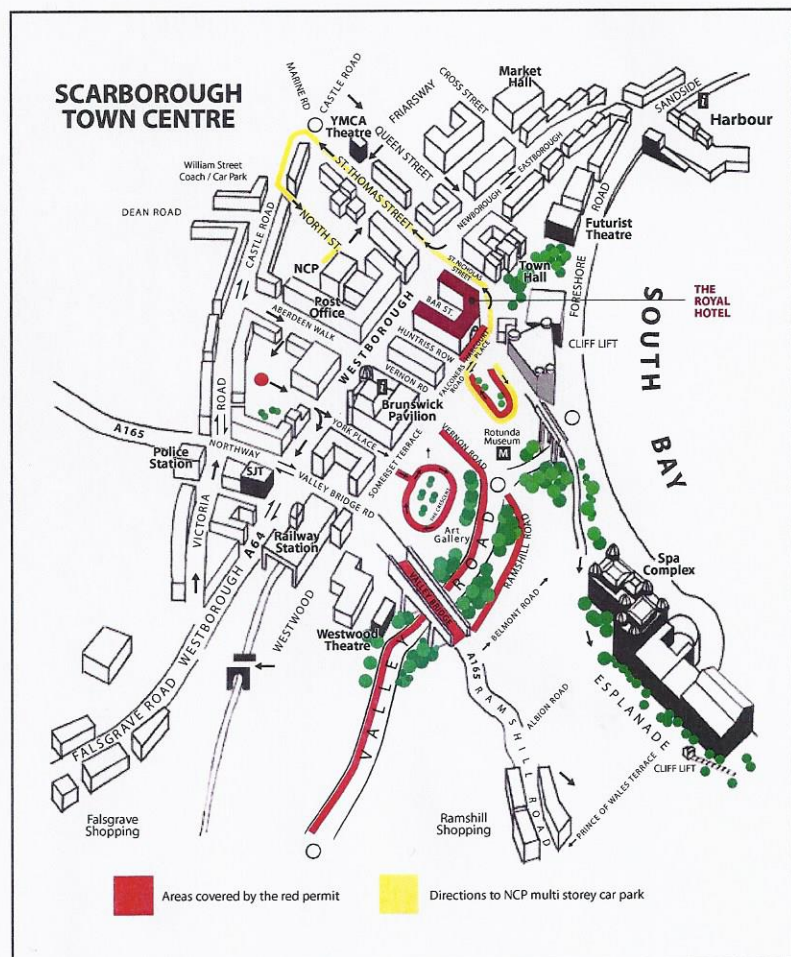 SCARBOROUGH
TOWN CENTRE
MARINE RD
CASTLE ROAD
YMCA
Theatre
FRIARSWAY
CROSS STREET
Market
Hall
SANDSIDE
i
Harbour
QUEEN STREET
EASTBOROUGH
NEWBOROUGH
ST. THOMAS STREET
William Street
Coach / Car Park
DEAN ROAD
CASTLE ROAD
NORTH ST.
NCP
Post
Office
ST. NICHOLAS
STREET
Town
Hall
Futurist
Theatre
FORESHORE
ROAD
BAR ST.
THE
ROYAL
HOTEL
SOUTH BAY
ABERDEEN WALK
WESTBOROUGH
HUNTRISS ROW
VERNON RD
FALCONERS
ROAD
HARCOURT
PLACE
P
CLIFF LIFT
i
Brunswick
Pavilion
ROAD
A165
NORTHWAY
Police
Station
SJT
YORK PLACE
SOMERSET TERRACE
VERNON ROAD
Rotunda
Museum
M
VALLEY BRIDGE RD
THE CRESCENT
Art
Gallery
VICTORIA
A64
Railway
Station
RAMSHILL ROAD
Spa
Complex
VALLEY BRIDGE
BELMONT ROAD
WESTBOROUGH
WESTWOOD
Westwood
Theatre
VALLEY ROAD
A165 RAMSHILL ROAD
ALBION ROAD
ESPLANADE
FALSGRAVE ROAD
CLIFF LIFT
PRINCE OF WALES TERRACE
Falsgrave
Shopping
Ramshill
Shopping
Areas covered by the red permit
Directions to NCP multi storey car park